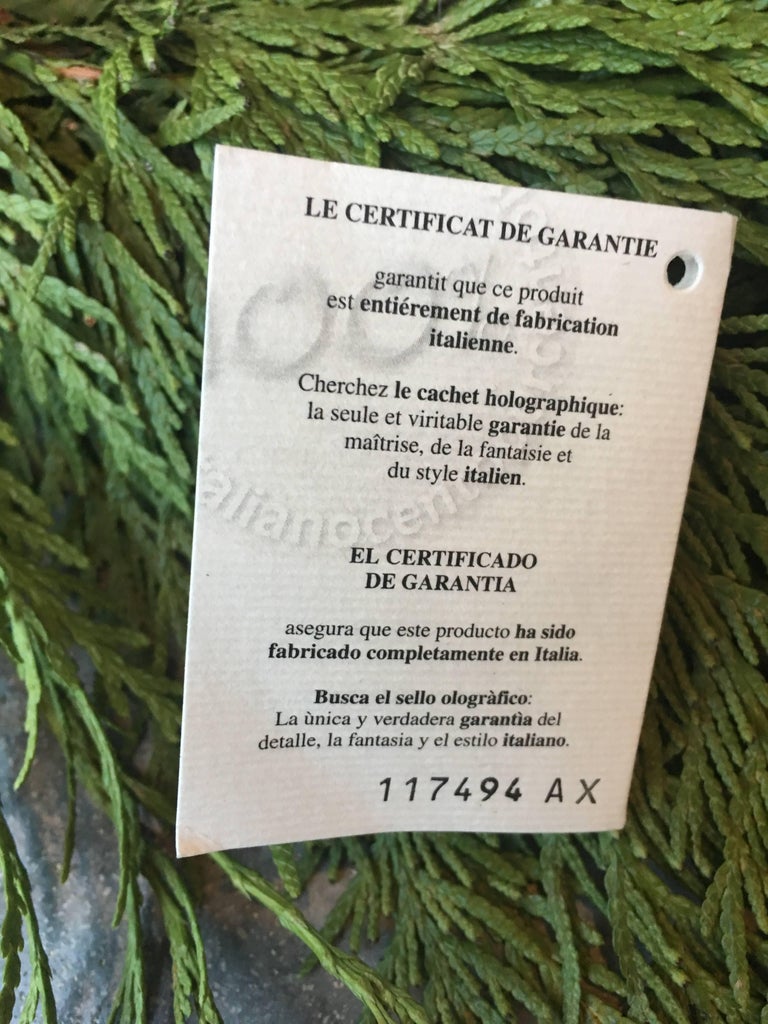 LE CERTIFICAT DE GARANTIE
garantit que ce produit
est entiérement de fabrication
italienne.
Cherchez le cachet holographique:
la seule et viritable garantie de la
maîtrise, de la fantaisie et
du style italien.
EL CERTIFICADO
DE GARANTIA
asegura que este producto ha sido
fabricado completamente en Italia.
Busca el sello ologràfico:
La ùnica y verdadera garantìa del
detalle, la fantasia y el estilo italiano.
117494 AX